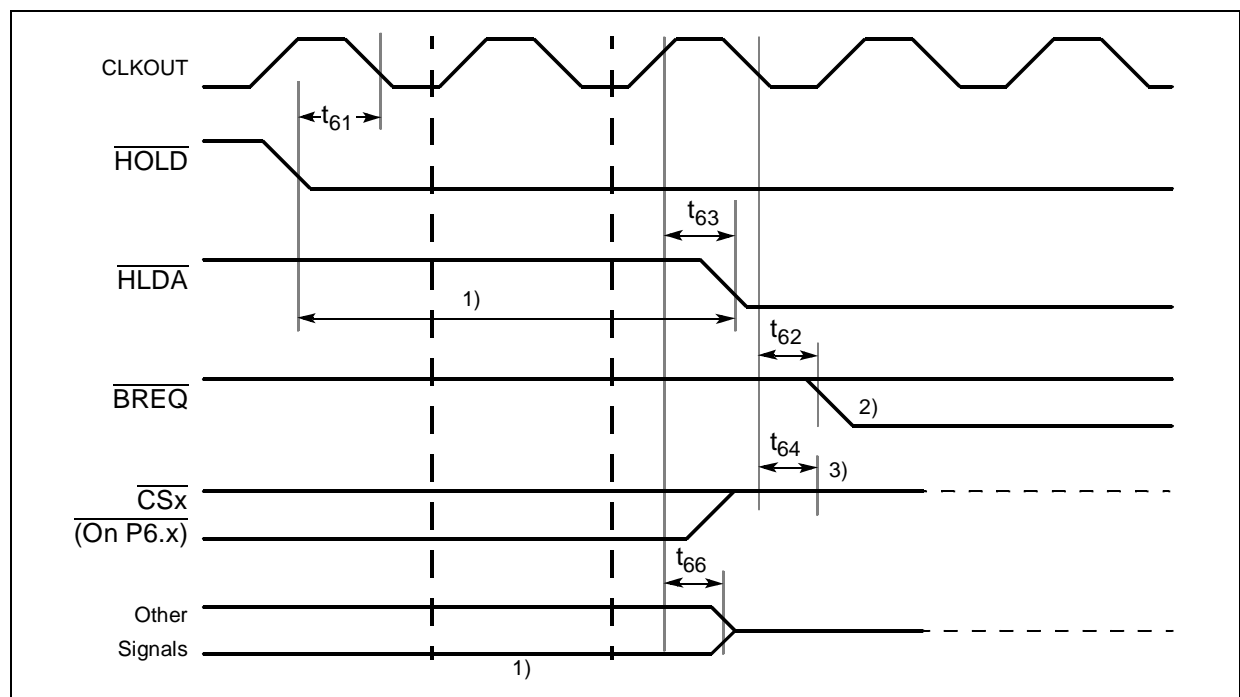 CLKOUT
t61
HOLD
t63
HLDA
1)
t62
BREQ
2)
t64
3)
CSx
(On P6.x)
t66
Other
Signals
1)